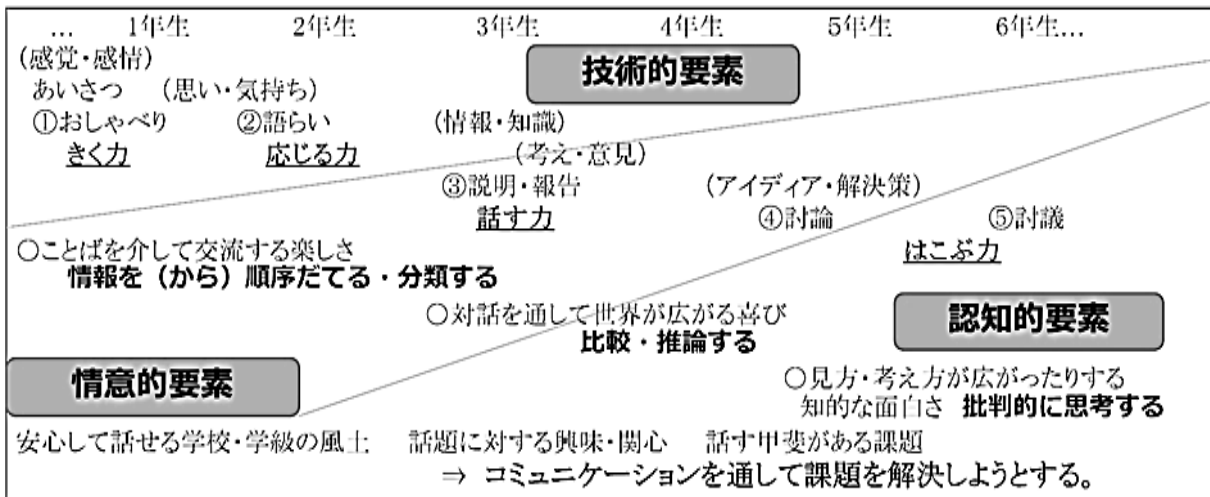 … 1年生 2年生 3年生 4年生 5年生 6年生…
(感覚・感情)
技術的要素
あいさつ (思い・気持ち)
①おしゃべり ②語らい (情報・知識)
きく力 応じる力 (考え・意見)
③説明・報告 (アイディア・解決策)
話す力 ④討論 ⑤討議
○ことばを介して交流する楽しさ はこぶ力
情報を（から）順序だてる・分類する
○対話を通して世界が広がる喜び 認知的要素
比較・推論する
情意的要素 ○見方・考え方が広がったりする
知的な面白さ 批判的に思考する
安心して話せる学校・学級の風土 話題に対する興味・関心 話す甲斐がある課題
⇒ コミュニケーションを通して課題を解決しようとする。